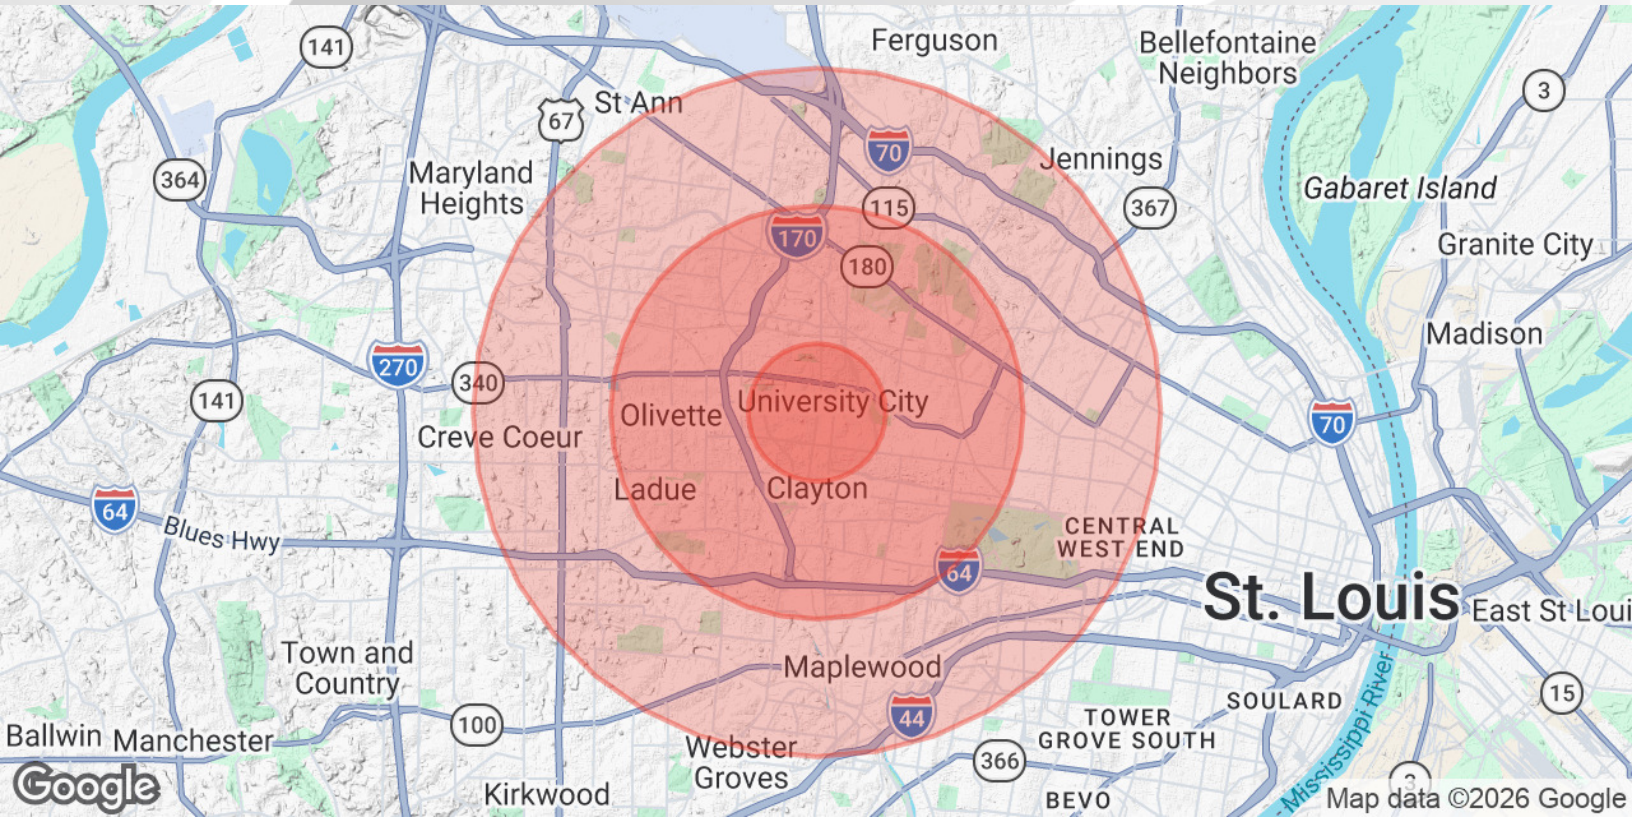 Ferguson
Bellefontaine
Neighbors
141
3
St Ann
67
70
Jennings
Maryland
Heights
364
115
367
Gabaret Island
170
180
Granite City
Madison
270
340
141
University City
Olivette
70
Creve Coeur
Ladue
Clayton
64
Blues Hwy
CENTRAL
WEST END
64
St. Louis
East St Loui
Town and
Country
Maplewood
15
SOULARD
44
100
TOWER
GROVE SOUTH
Ballwin
Manchester
Webster
Groves
366
Mississippi River
3
Kirkwood
BEVO
Google
Map data ©2026 Google